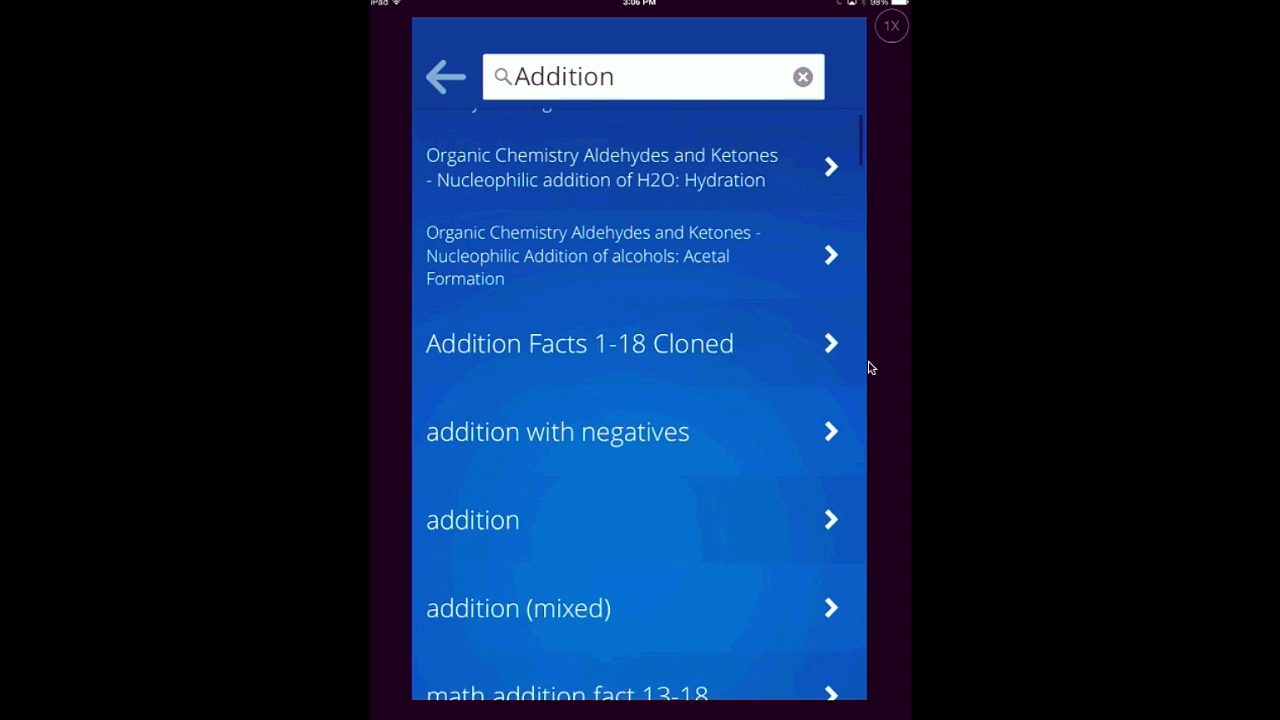 iPad
3:06 PM
98%
1X
Addition
Organic Chemistry Aldehydes and Ketones
- Nucleophilic addition of H2O: Hydration
Organic Chemistry Aldehydes and Ketones -
Nucleophilic Addition of alcohols: Acetal
Formation
Addition Facts 1-18 Cloned
addition with negatives
addition
addition (mixed)
math addition fact 13-18